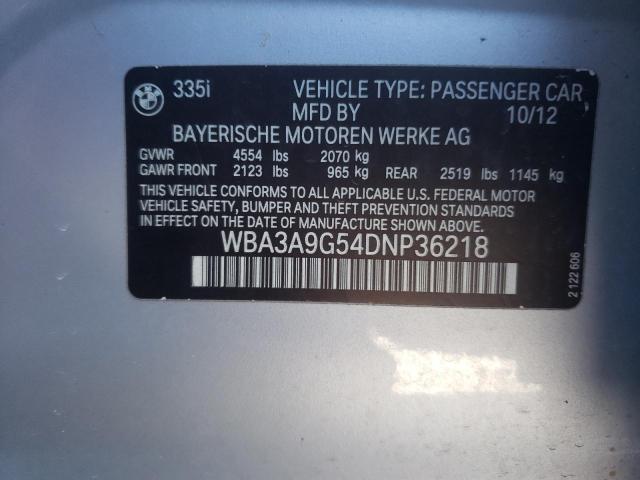 335i VEHICLE TYPE: PASSENGER CAR
MFD BY 10/12
BAYERISCHE MOTOREN WERKE AG
GVWR 4554 lbs 2070 kg
GAWR FRONT 2123 lbs 965 kg REAR 2519 lbs 1145 kg
THIS VEHICLE CONFORMS TO ALL APPLICABLE U.S. FEDERAL MOTOR
VEHICLE SAFETY, BUMPER AND THEFT PREVENTION STANDARDS
IN EFFECT ON THE DATE OF MANUFACTURE SHOWN ABOVE.
WBA3A9G54DNP36218
2 122 606